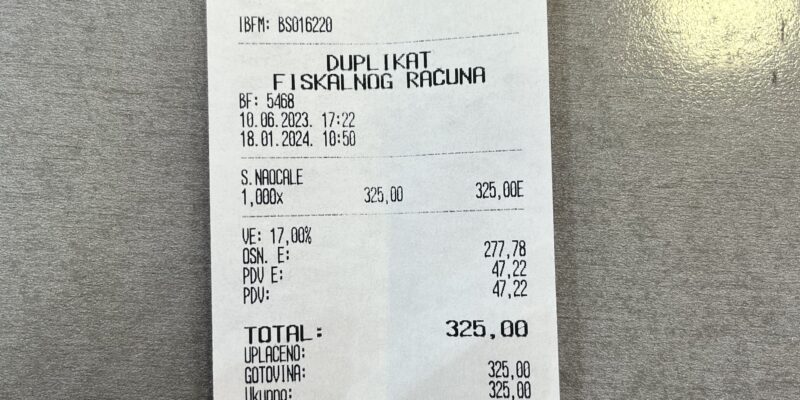 IBFM: BS016220
DUPLIKAT
FISKALNOG RAČUNA
BF: 5468
10.06.2023. 17:22
18.01.2024. 10:50
S.NAOCALE
1,000x 325,00 325,00E
VE: 17,00%
OSN. E: 277,78
PDV E: 47,22
PDV: 47,22
TOTAL: 325,00
UPLAĆENO:
GOTOVINA: 325,00
Ukupno: 325,00